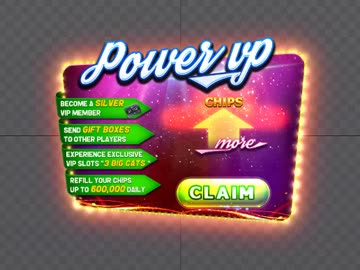 Power up
BECOME A SILVER
VIP MEMBER
SEND GIFT BOXES
TO OTHER PLAYERS
EXPERIENCE EXCLUSIVE
VIP SLOTS "3 BIG CATS"
REFILL YOUR CHIPS
UP TO 600,000 DAILY
CHIPS
more
CLAIM